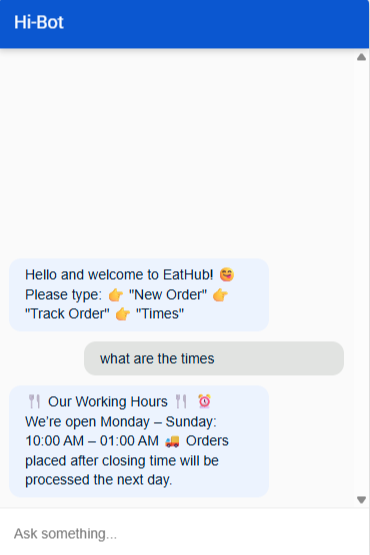 Hi-Bot
Hello and welcome to EatHub! 😄
Please type: 👉 "New Order" 👉
"Track Order" 👉 "Times"
what are the times
🍴 Our Working Hours 🍴 ⏰
We're open Monday – Sunday:
10:00 AM – 01:00 AM 🚚 Orders
placed after closing time will be
processed the next day.
Ask something...